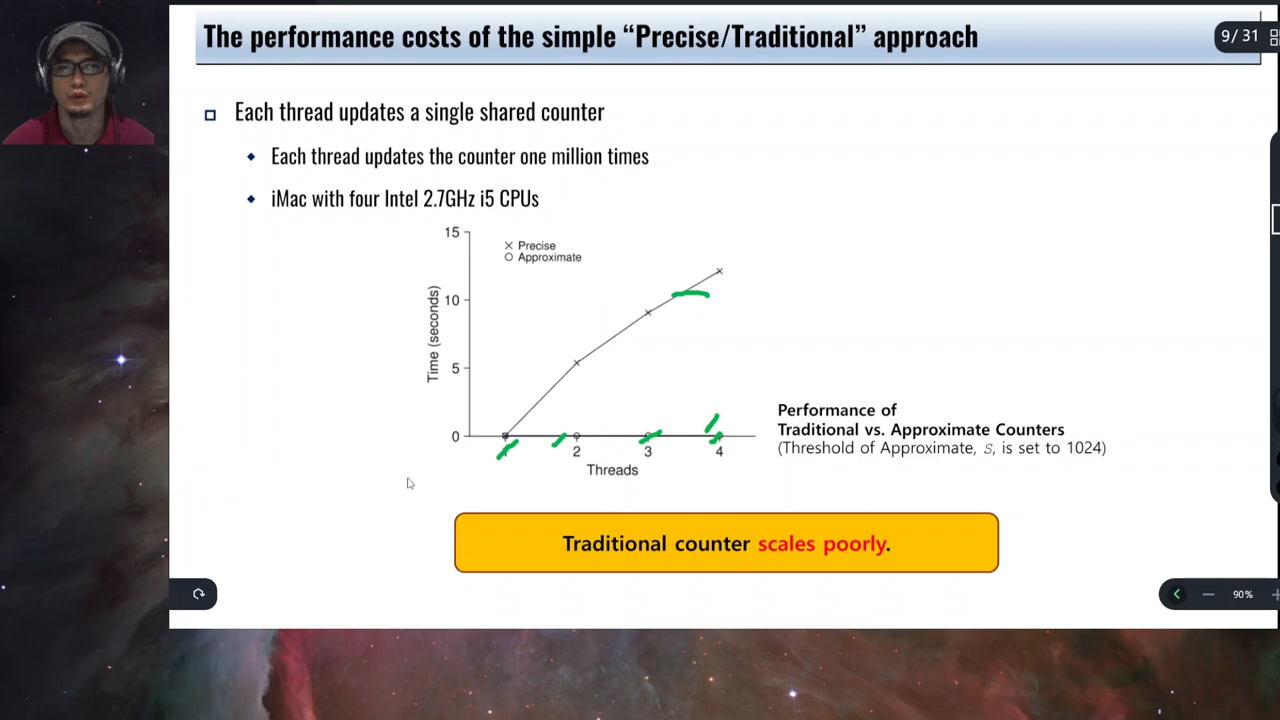 The performance costs of the simple “Precise/Traditional” approach
9 / 31
Each thread updates a single shared counter
Each thread updates the counter one million times
iMac with four Intel 2.7GHz i5 CPUs
15
Precise
Approximate
10
Time (seconds)
5
0
2
3
4
Threads
Performance of
Traditional vs. Approximate Counters
(Threshold of Approximate, S, is set to 1024)
Traditional counter scales poorly.
90%